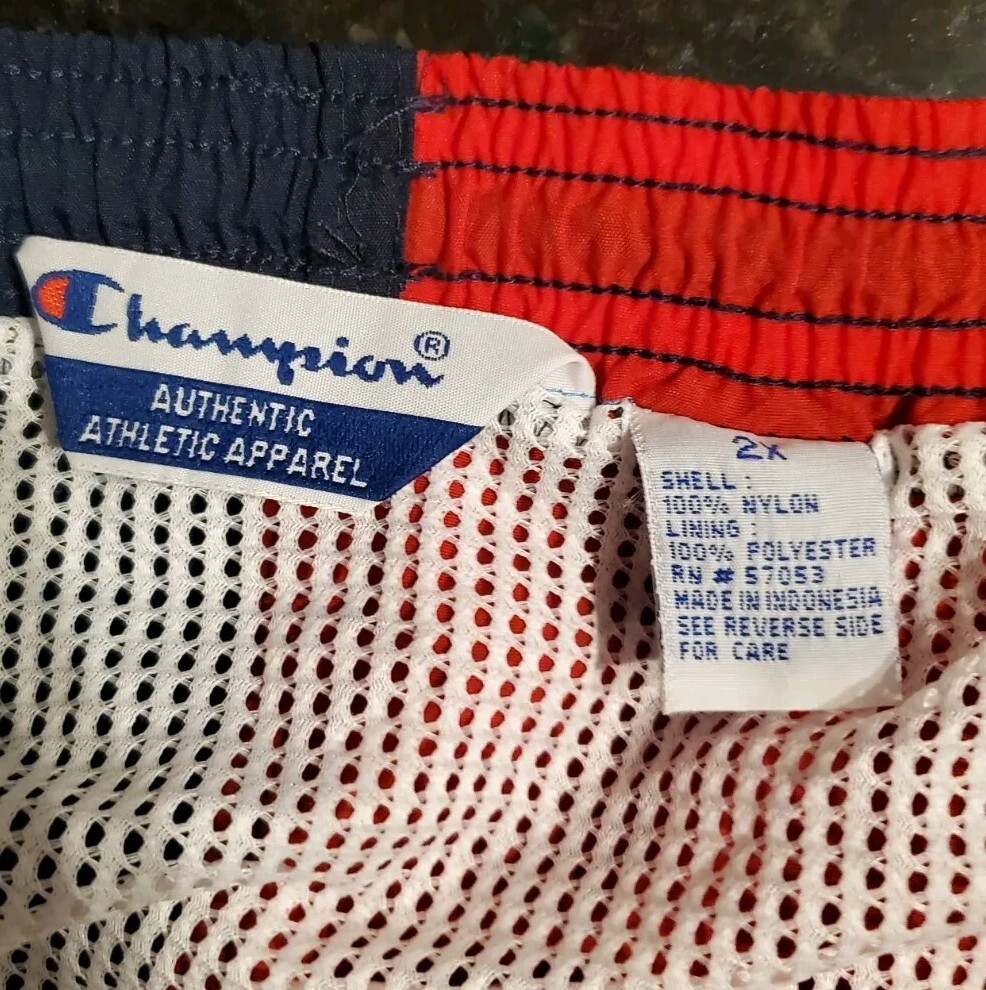 Champion®
AUTHENTIC
ATHLETIC APPAREL
2X
SHELL :
100% NYLON
LINING :
100% POLYESTER
RN # 57053
MADE IN INDONESIA
SEE REVERSE SIDE
FOR CARE